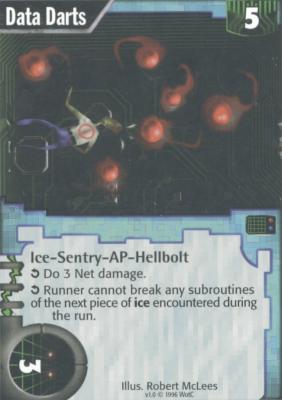 Data Darts
5
Ice-Sentry-AP-Hellbolt
Do 3 Net damage.
Runner cannot break any subroutines
of the next piece of ice encountered during
the run.
3
Illus. Robert McLees
v1.0 © 1996 WotC